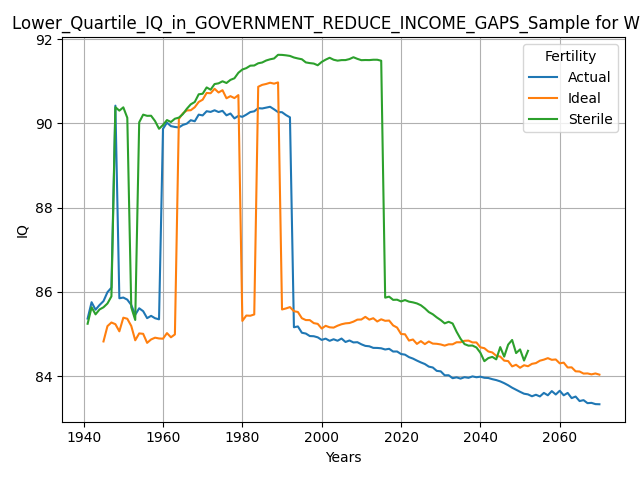 Lower_Quartile_IQ_in_GOVERNMENT_REDUCE_INCOME_GAPS_Sample for W
92
90
88
86
84
IQ
1940
1960
1980
2000
2020
2040
2060
Years
Fertility
Actual
Ideal
Sterile